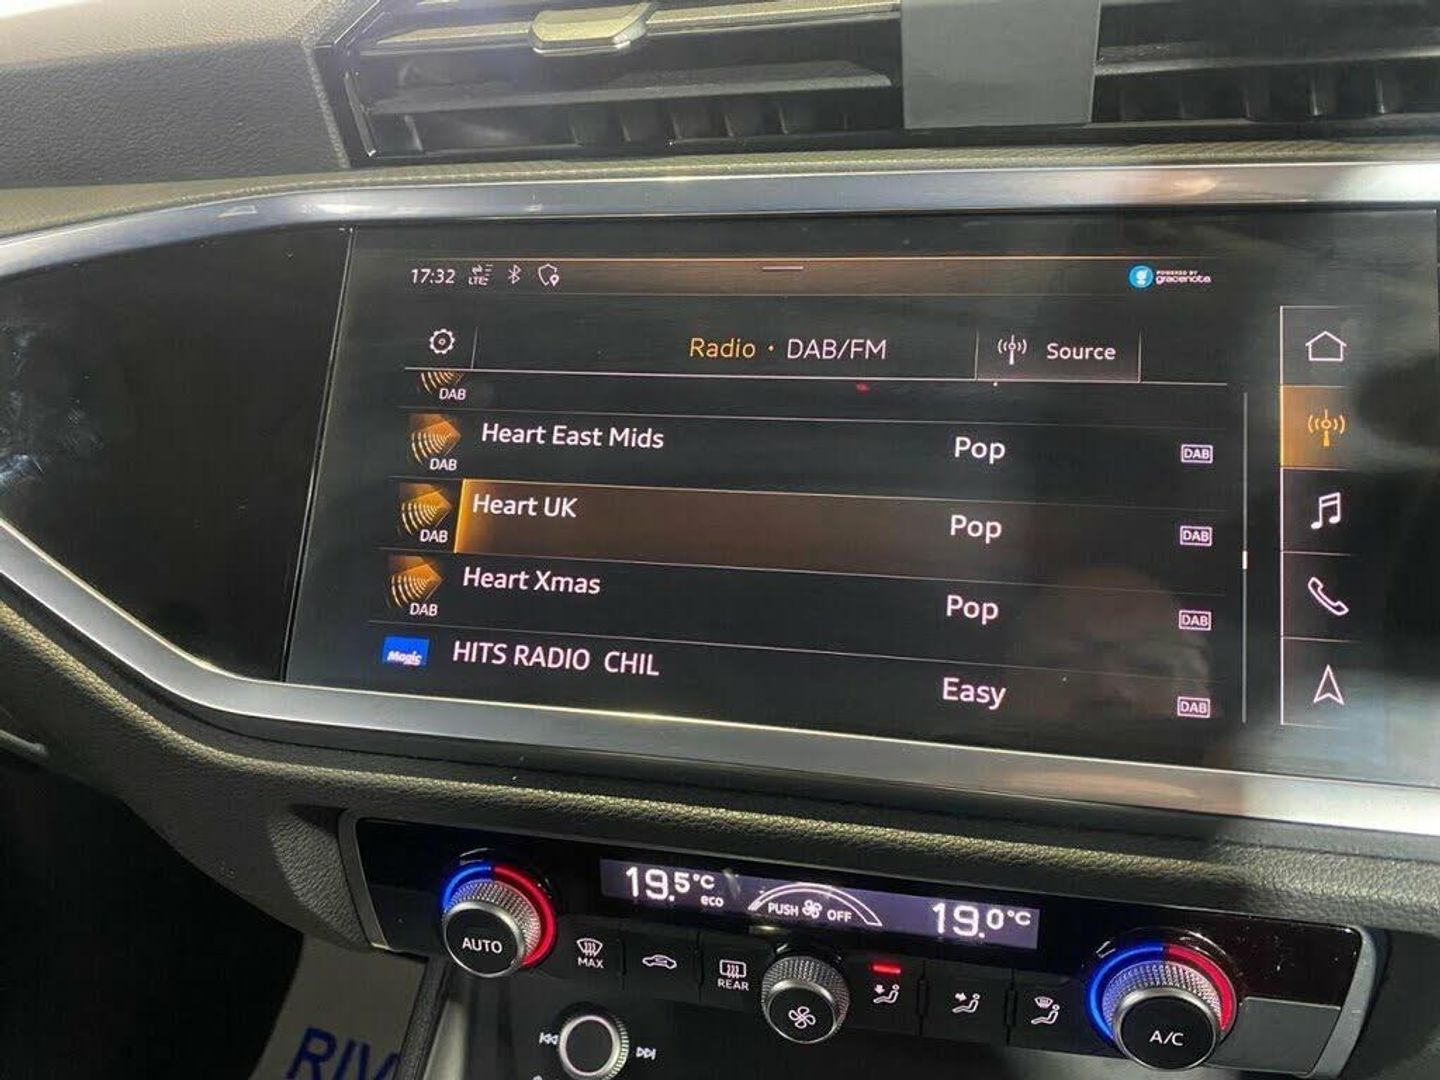 17:32 LTE POWERED BY gracenote
Radio · DAB/FM Source
DAB
Heart East Mids Pop DAB
DAB
Heart UK Pop DAB
DAB
Heart Xmas Pop DAB
DAB
Magic HITS RADIO CHIL Easy DAB
19.5°C eco PUSH OFF 19.0°C
AUTO MAX REAR A/C
RIV